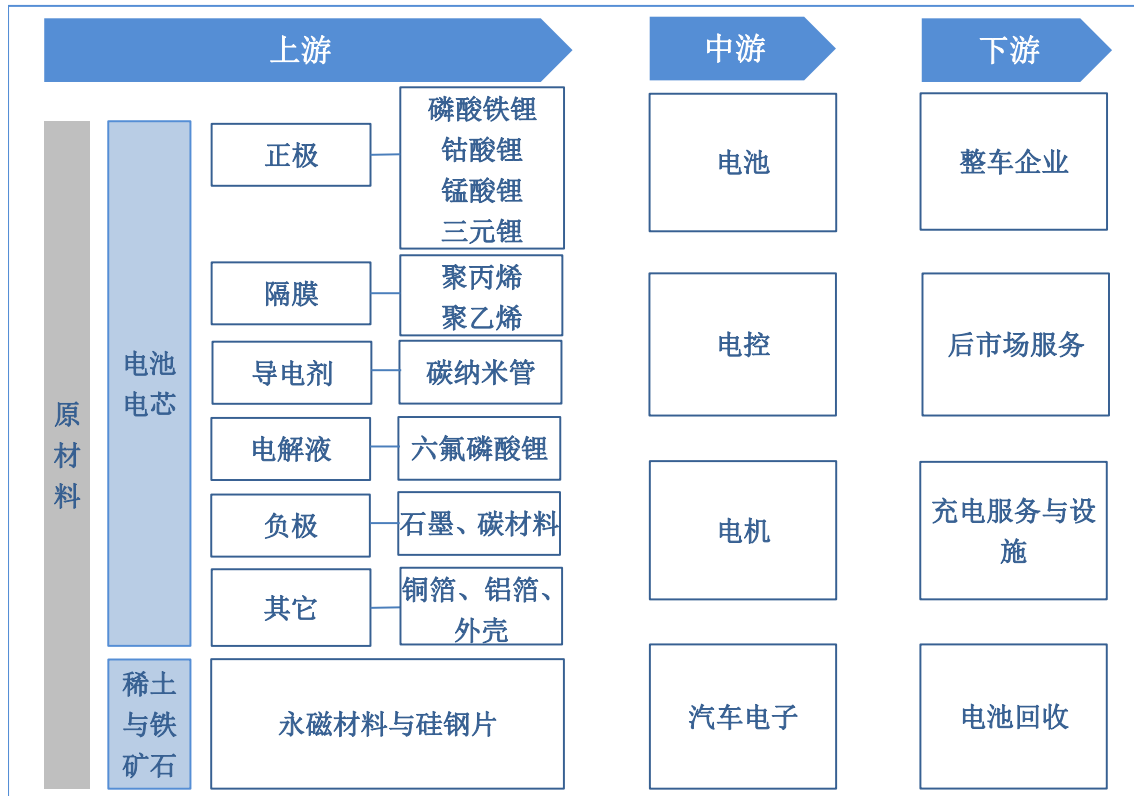 上游
中游
下游
原
材
料
电池
电芯
正极
磷酸铁锂
钴酸锂
锰酸锂
三元锂
隔膜
聚丙烯
聚乙烯
导电剂
碳纳米管
电解液
六氟磷酸锂
负极
石墨、碳材料
其它
铜箔、铝箔、
外壳
稀土
与铁
矿石
永磁材料与硅钢片
电池
电控
电机
汽车电子
整车企业
后市场服务
充电服务与设
施
电池回收